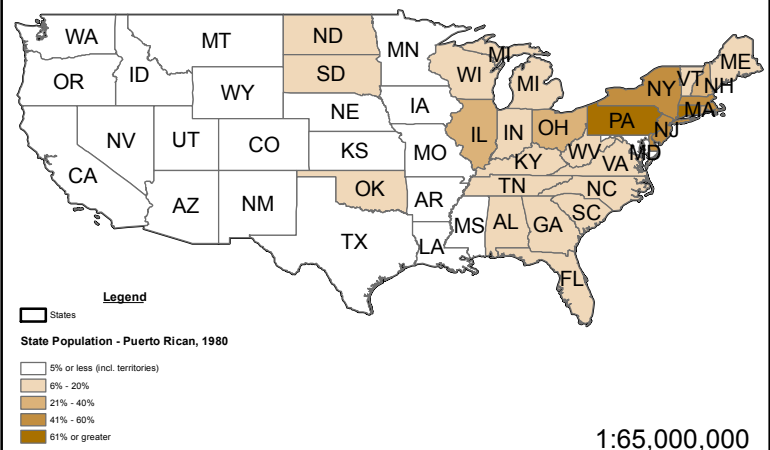 WA
MT
ND
MN
MI
ME
VT
NH
OR
ID
SD
WI
MI
NY
WY
MA
NE
IA
PA
NJ
NV
UT
CO
IL
IN
OH
MD
KS
MO
WV
VA
KY
CA
OK
TN
NC
AZ
NM
AR
SC
MS
AL
GA
TX
LA
FL
Legend
States
State Population - Puerto Rican, 1980
5% or less (incl. territories)
6% - 20%
21% - 40%
41% - 60%
61% or greater
1:65,000,000